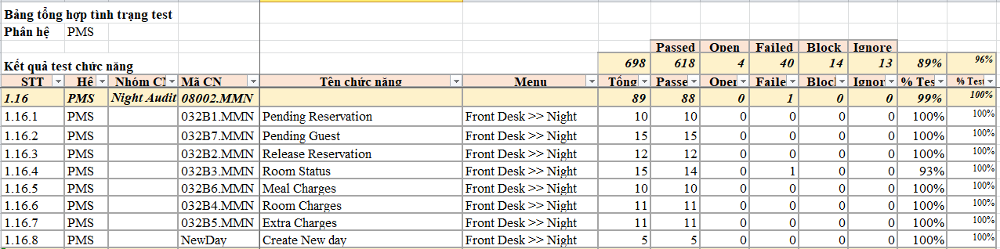 Bảng tổng hợp tình trạng test
Phân hệ PMS
Passed Open Failed Block Ignore
Kết quả test chức năng 698 618 4 40 14 13 89% 96%
STT Hệ Nhóm CN Mã CN Tên chức năng Menu Tổng Passe Open Faile Bloc Ignor % Tes % Test
1.16 PMS Night Audit 08002.MMN 89 88 0 1 0 0 99% 100%
1.16.1 PMS 032B1.MMN Pending Reservation Front Desk >> Night 10 10 0 0 0 0 100% 100%
1.16.2 PMS 032B7.MMN Pending Guest Front Desk >> Night 15 15 0 0 0 0 100% 100%
1.16.3 PMS 032B2.MMN Release Reservation Front Desk >> Night 12 12 0 0 0 0 100% 100%
1.16.4 PMS 032B3.MMN Room Status Front Desk >> Night 15 14 0 1 0 0 93% 100%
1.16.5 PMS 032B6.MMN Meal Charges Front Desk >> Night 10 10 0 0 0 0 100% 100%
1.16.6 PMS 032B4.MMN Room Charges Front Desk >> Night 11 11 0 0 0 0 100% 100%
1.16.7 PMS 032B5.MMN Extra Charges Front Desk >> Night 11 11 0 0 0 0 100% 100%
1.16.8 PMS NewDay Create New day Front Desk >> Night 5 5 0 0 0 0 100% 100%